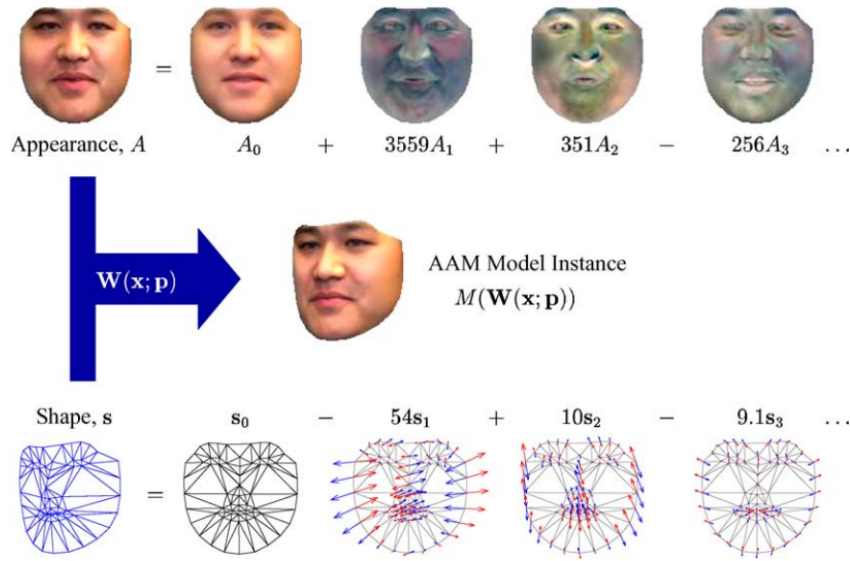 =
Appearance, A A₀ + 3559A₁ + 351A₂ − 256A₃ ...
W(x; p)
AAM Model Instance
M(W(x; p))
Shape, s s₀ − 54s₁ + 10s₂ − 9.1s₃ ...
=